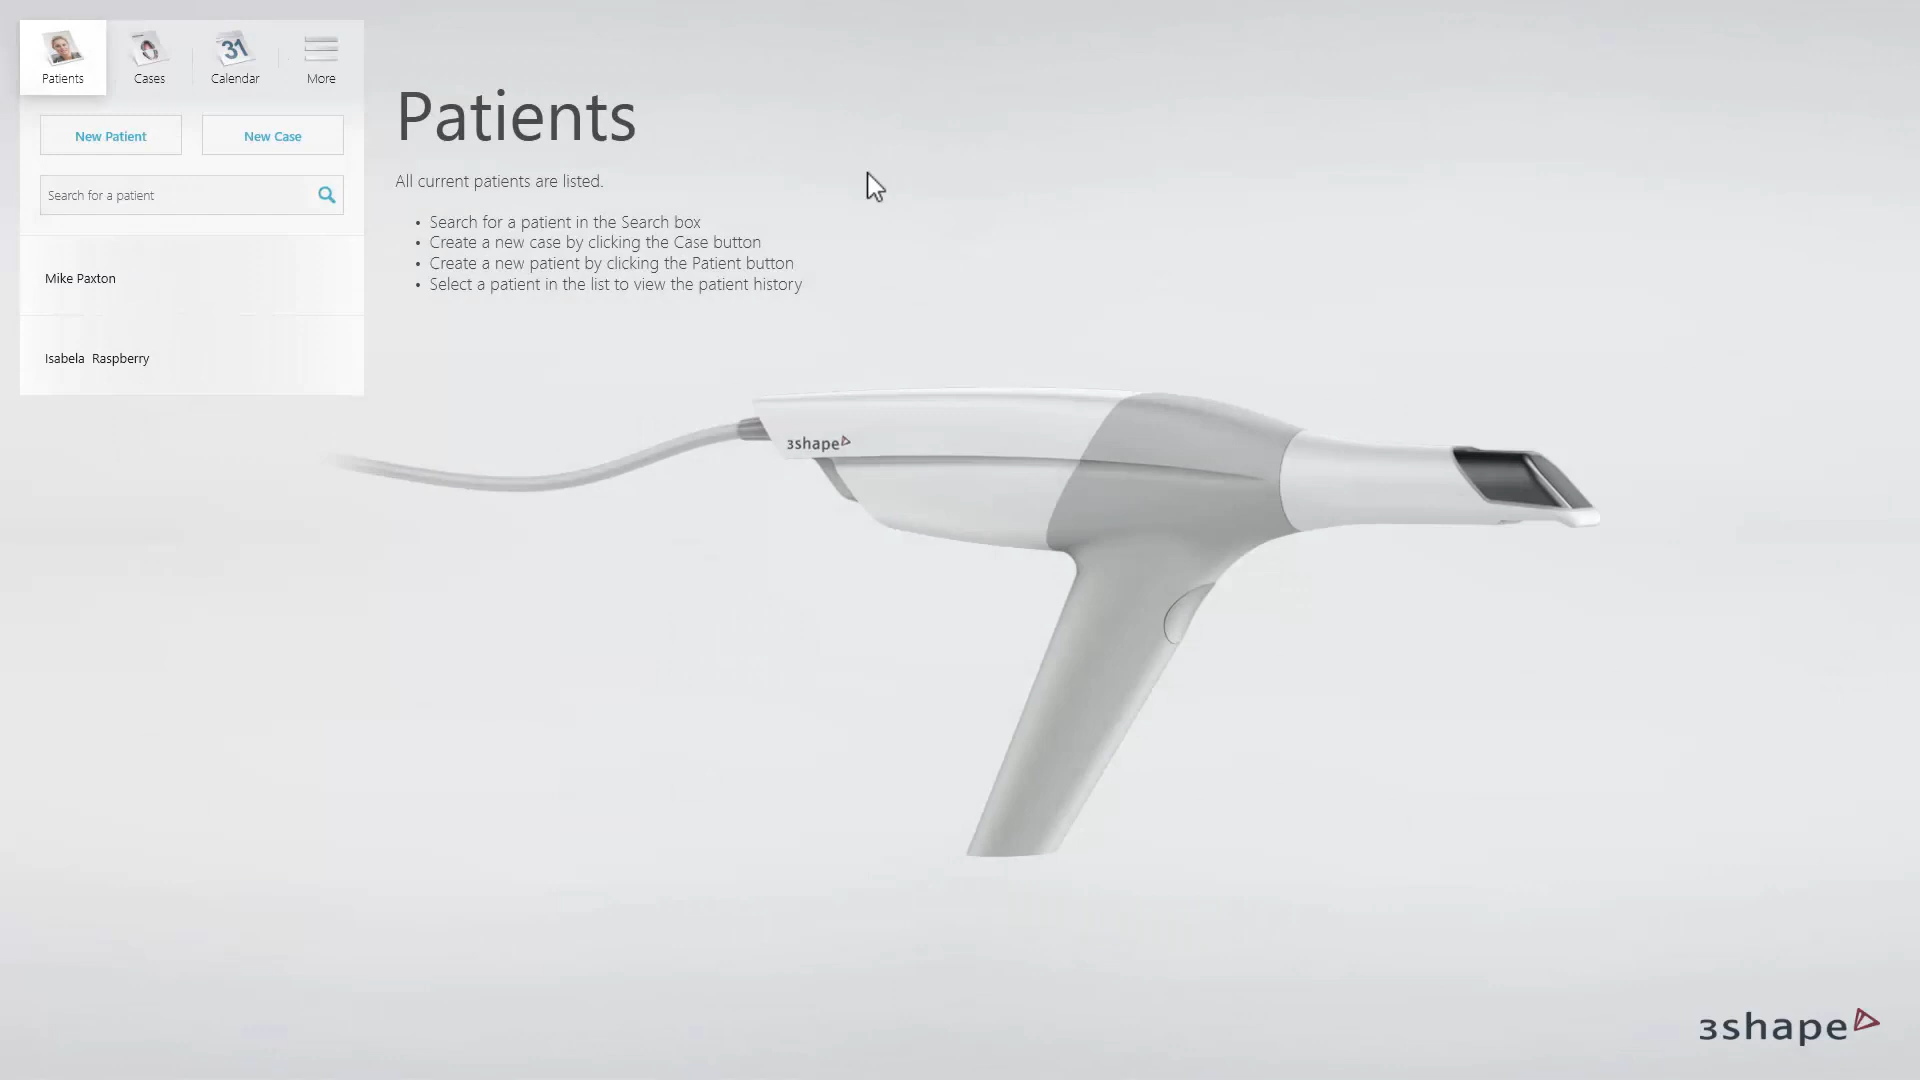 Patients
Cases
31
Calendar
More
New Patient
New Case
Search for a patient
Mike Paxton
Isabela Raspberry
Patients
All current patients are listed.
• Search for a patient in the Search box
• Create a new case by clicking the Case button
• Create a new patient by clicking the Patient button
• Select a patient in the list to view the patient history
3shape
3shape